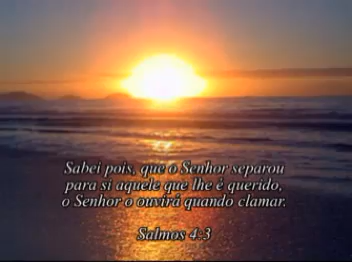 Sabei pois, que o Senhor separou
para si aquele que lhe é querido,
o Senhor o ouvirá quando clamar.
Salmos 4:3